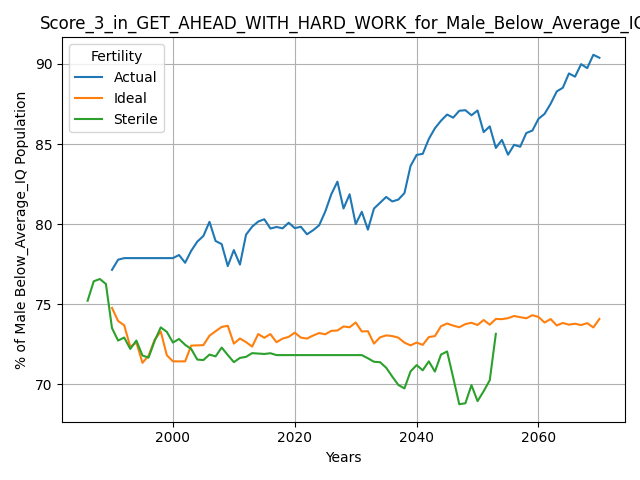 Score_3_in_GET_AHEAD_WITH_HARD_WORK_for_Male_Below_Average_IQ
Fertility
Actual
Ideal
Sterile
% of Male Below_Average_IQ Population
90
85
80
75
70
2000 2020 2040 2060
Years